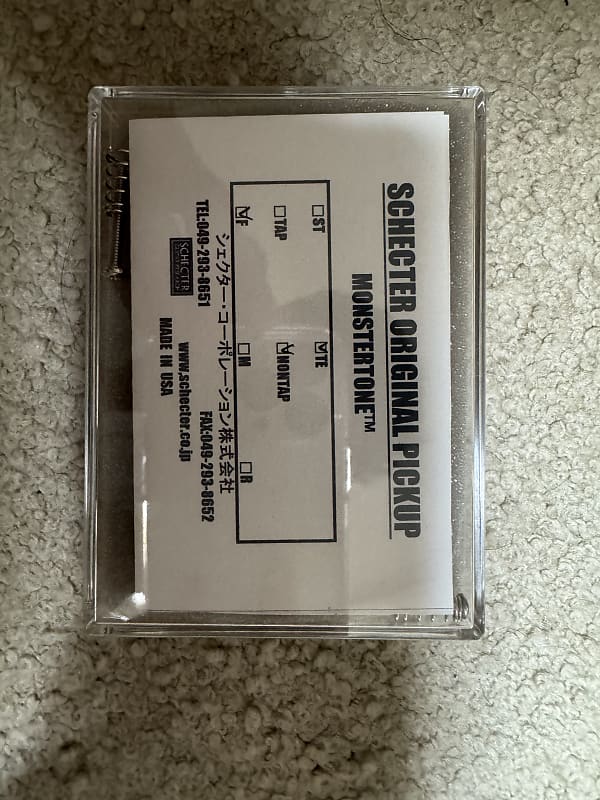 SCHECTER ORIGINAL PICKUP
MONSTERTONE™
☐ST ☑TE
☐TAP ☑NONTAP
☑F ☐M ☐R
シェクター・コーポレーション株式会社
TEL:049-293-8651 FAX:049-293-8652
SCHECTER www.schecter.co.jp
MADE IN USA